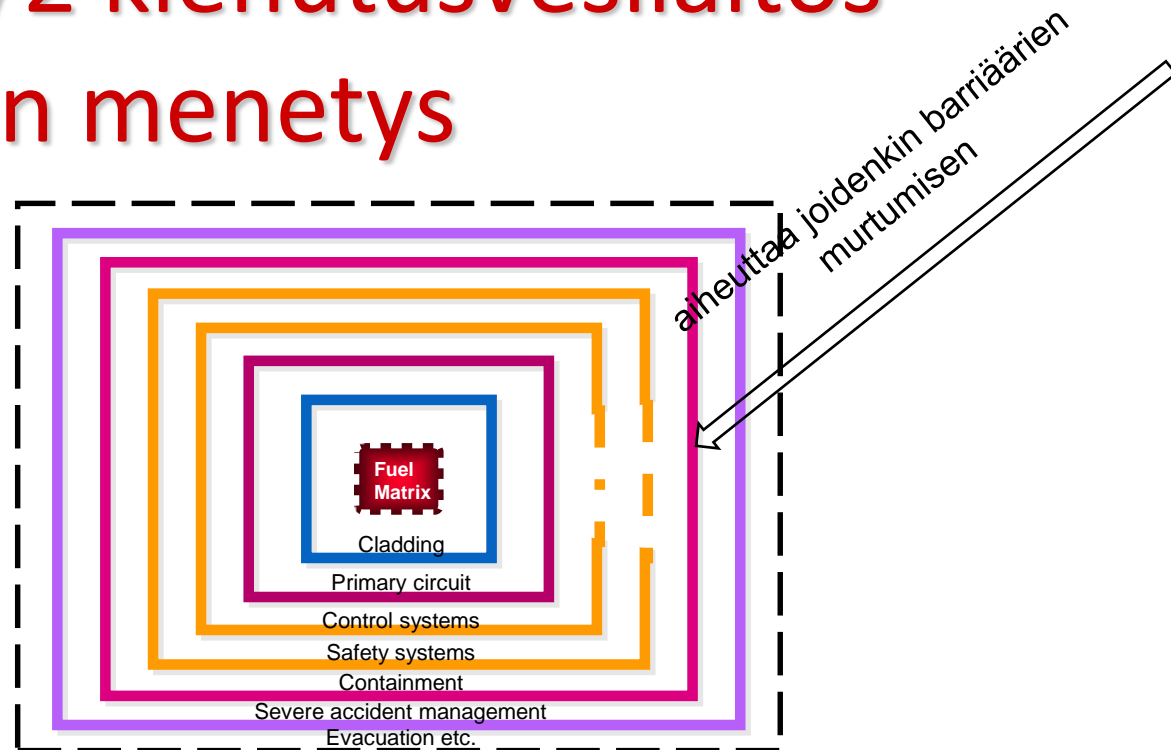 kiehutusvesilaitos
n menetys
aiheuttaa joidenkin barriäärien
murtumisen
Fuel
Matrix
Cladding
Primary circuit
Control systems
Safety systems
Containment
Severe accident management
Evacuation etc.